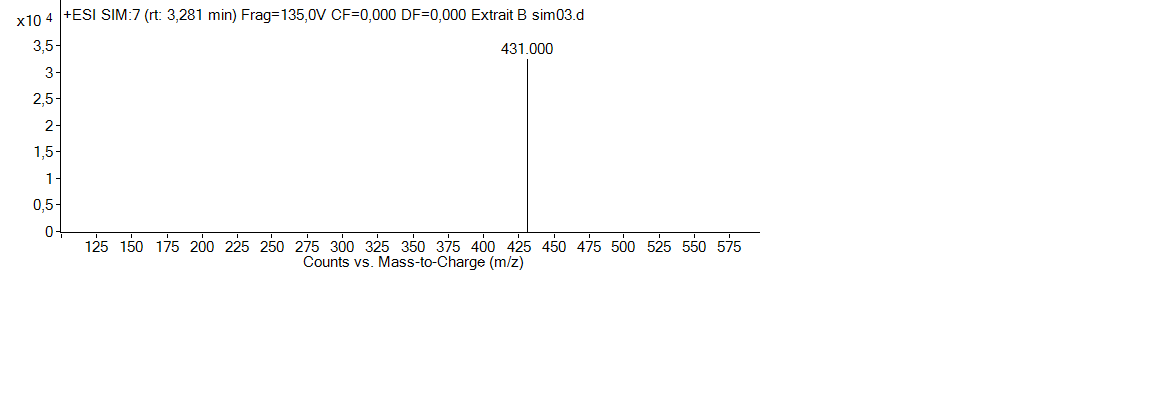 +ESI SIM:7 (rt: 3,281 min) Frag=135,0V CF=0,000 DF=0,000 Extrait B sim03.d
x10 4
3,5
431.000
3
2,5
2
1,5
1
0,5
0
125 150 175 200 225 250 275 300 325 350 375 400 425 450 475 500 525 550 575
Counts vs. Mass-to-Charge (m/z)